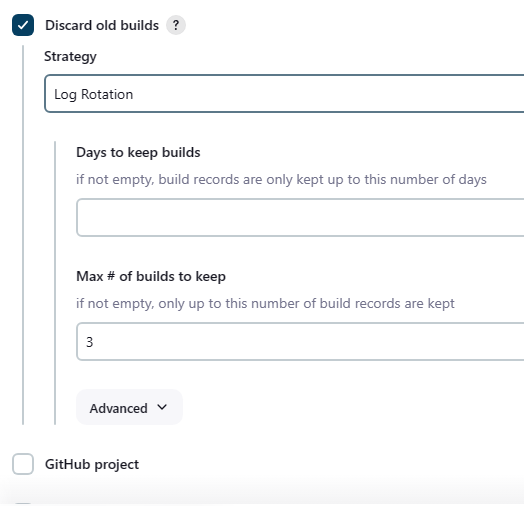 Discard old builds ?
Strategy
Log Rotation
Days to keep builds
if not empty, build records are only kept up to this number of days
Max # of builds to keep
if not empty, only up to this number of build records are kept
3
Advanced
GitHub project